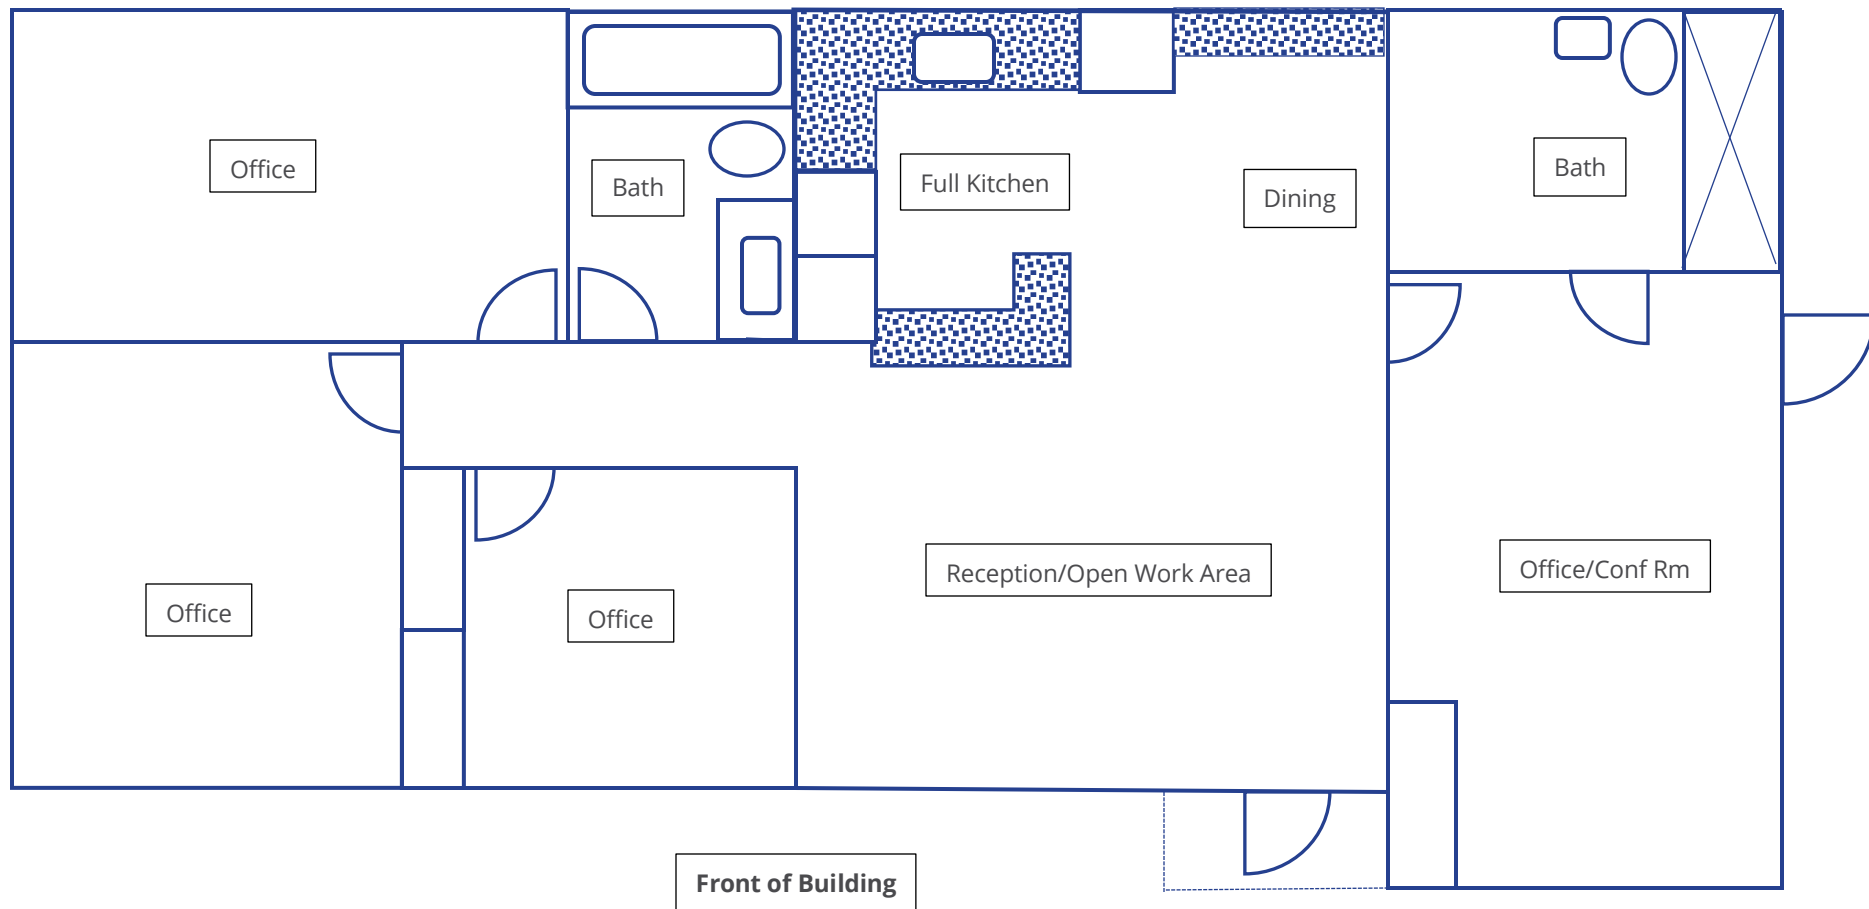 Office
Bath
Full Kitchen
Dining
Bath
Office
Office
Reception/Open Work Area
Office/Conf Rm
Front of Building